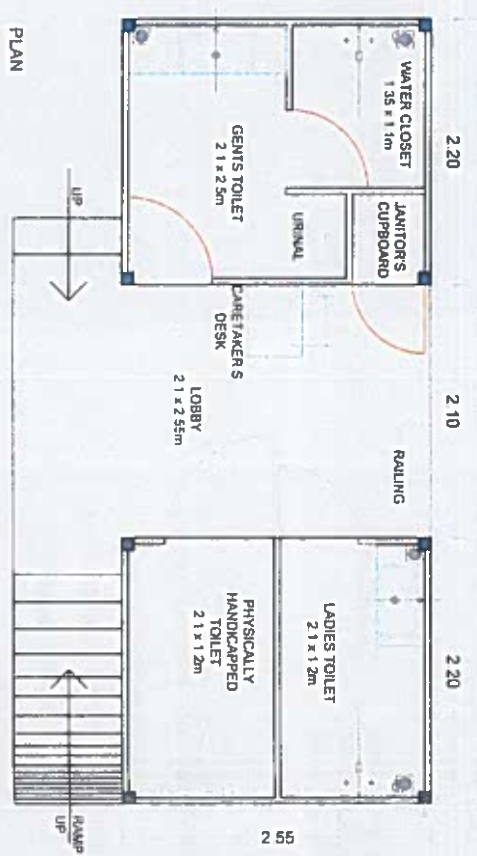 2.20
2.10
2.20
WATER CLOSET
1.35 x 1.1m
JANITOR'S
CUPBOARD
RAILING
GENTS TOILET
2.1 x 2.5m
URINAL
CARETAKER'S
DESK
LOBBY
2.1 x 2.55m
LADIES TOILET
2.1 x 1.2m
PHYSICALLY
HANDICAPPED
TOILET
2.1 x 1.2m
2.55
UP
RAMP
UP
PLAN